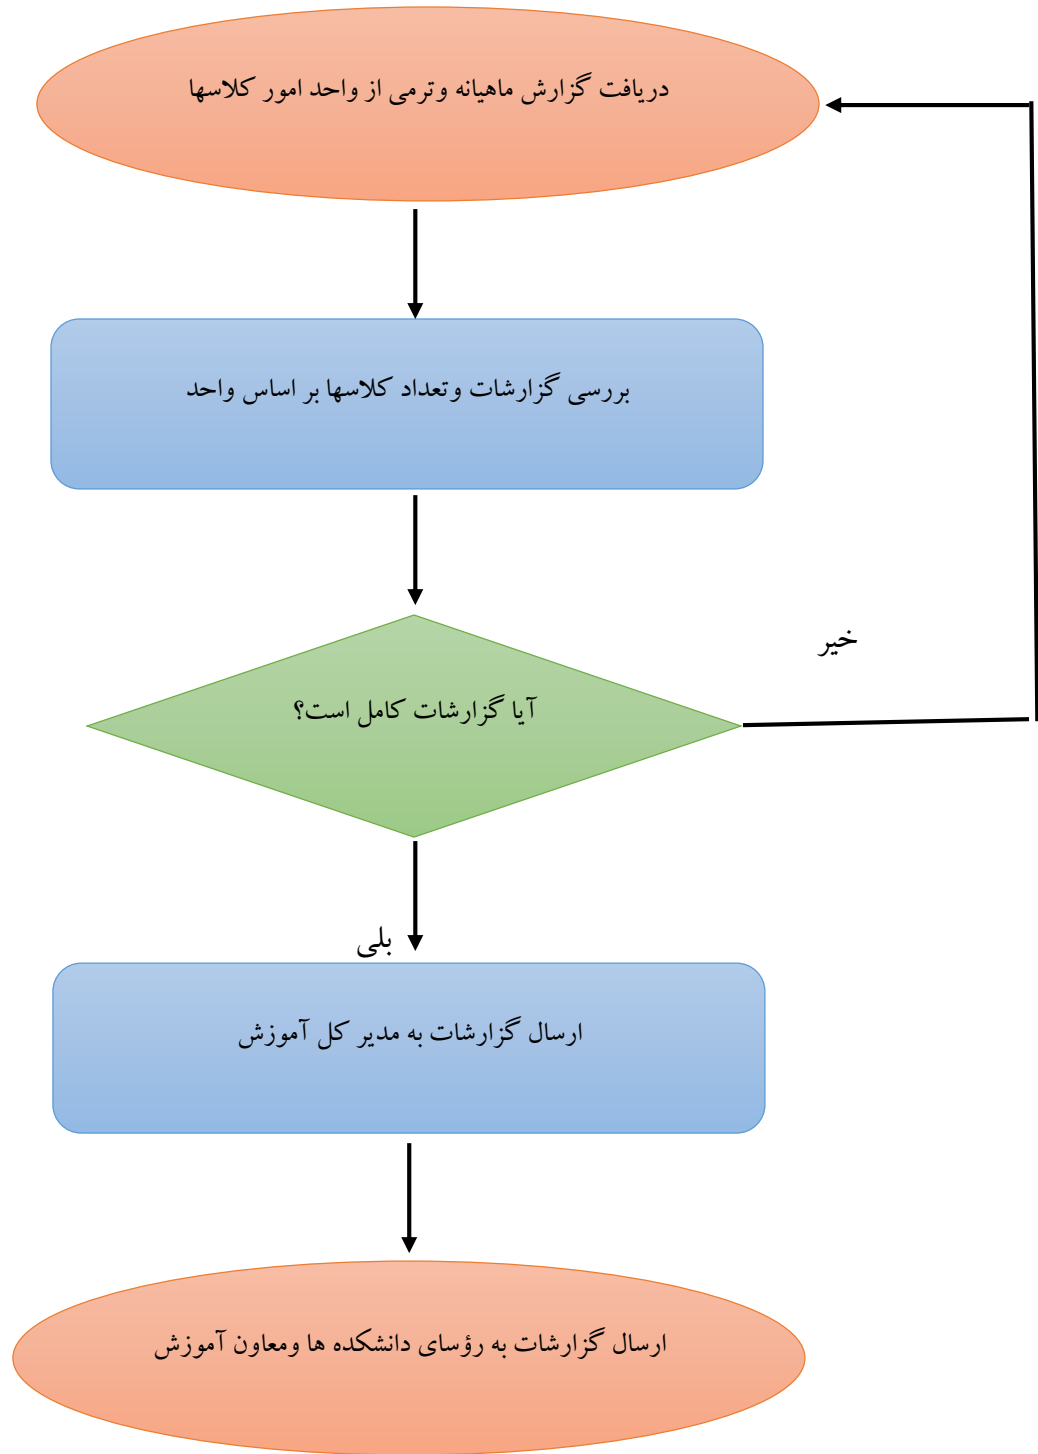 دریافت گزارش ماهیانه وترمی از واحد امور کلاسها
بررسی گزارشات وتعداد کلاسها بر اساس واحد
خیر
آیا گزارشات کامل است؟
بلی
ارسال گزارشات به مدیر کل آموزش
ارسال گزارشات به رؤسای دانشکده ها ومعاون آموزش